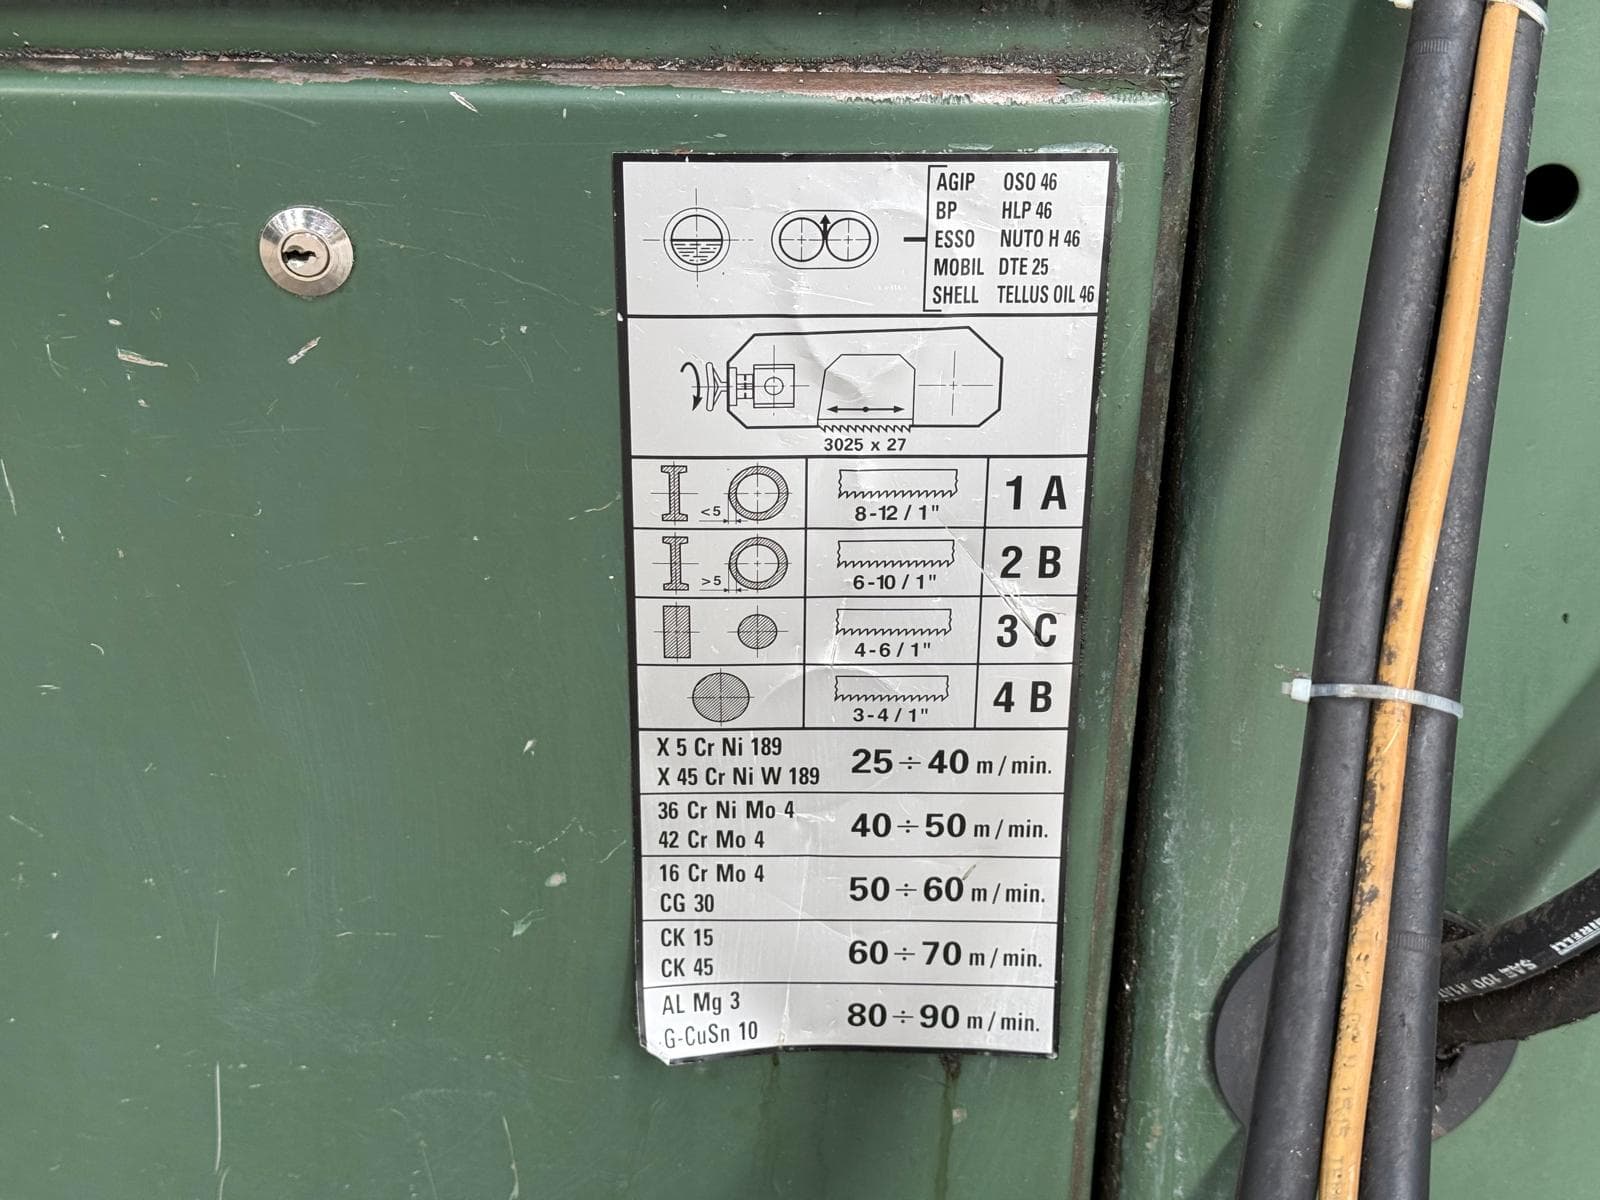 AGIP OSO 46
BP HLP 46
ESSO NUTO H 46
MOBIL DTE 25
SHELL TELLUS OIL 46
3025 x 27
<5
8-12 / 1"
1 A
>5
6-10 / 1"
2 B
4-6 / 1"
3 C
3-4 / 1"
4 B
X 5 Cr Ni 189
X 45 Cr Ni W 189
25 ÷ 40 m / min.
36 Cr Ni Mo 4
42 Cr Mo 4
40 ÷ 50 m / min.
16 Cr Mo 4
CG 30
50 ÷ 60 m / min.
CK 15
CK 45
60 ÷ 70 m / min.
AL Mg 3
G-CuSn 10
80 ÷ 90 m / min.
SAE 100